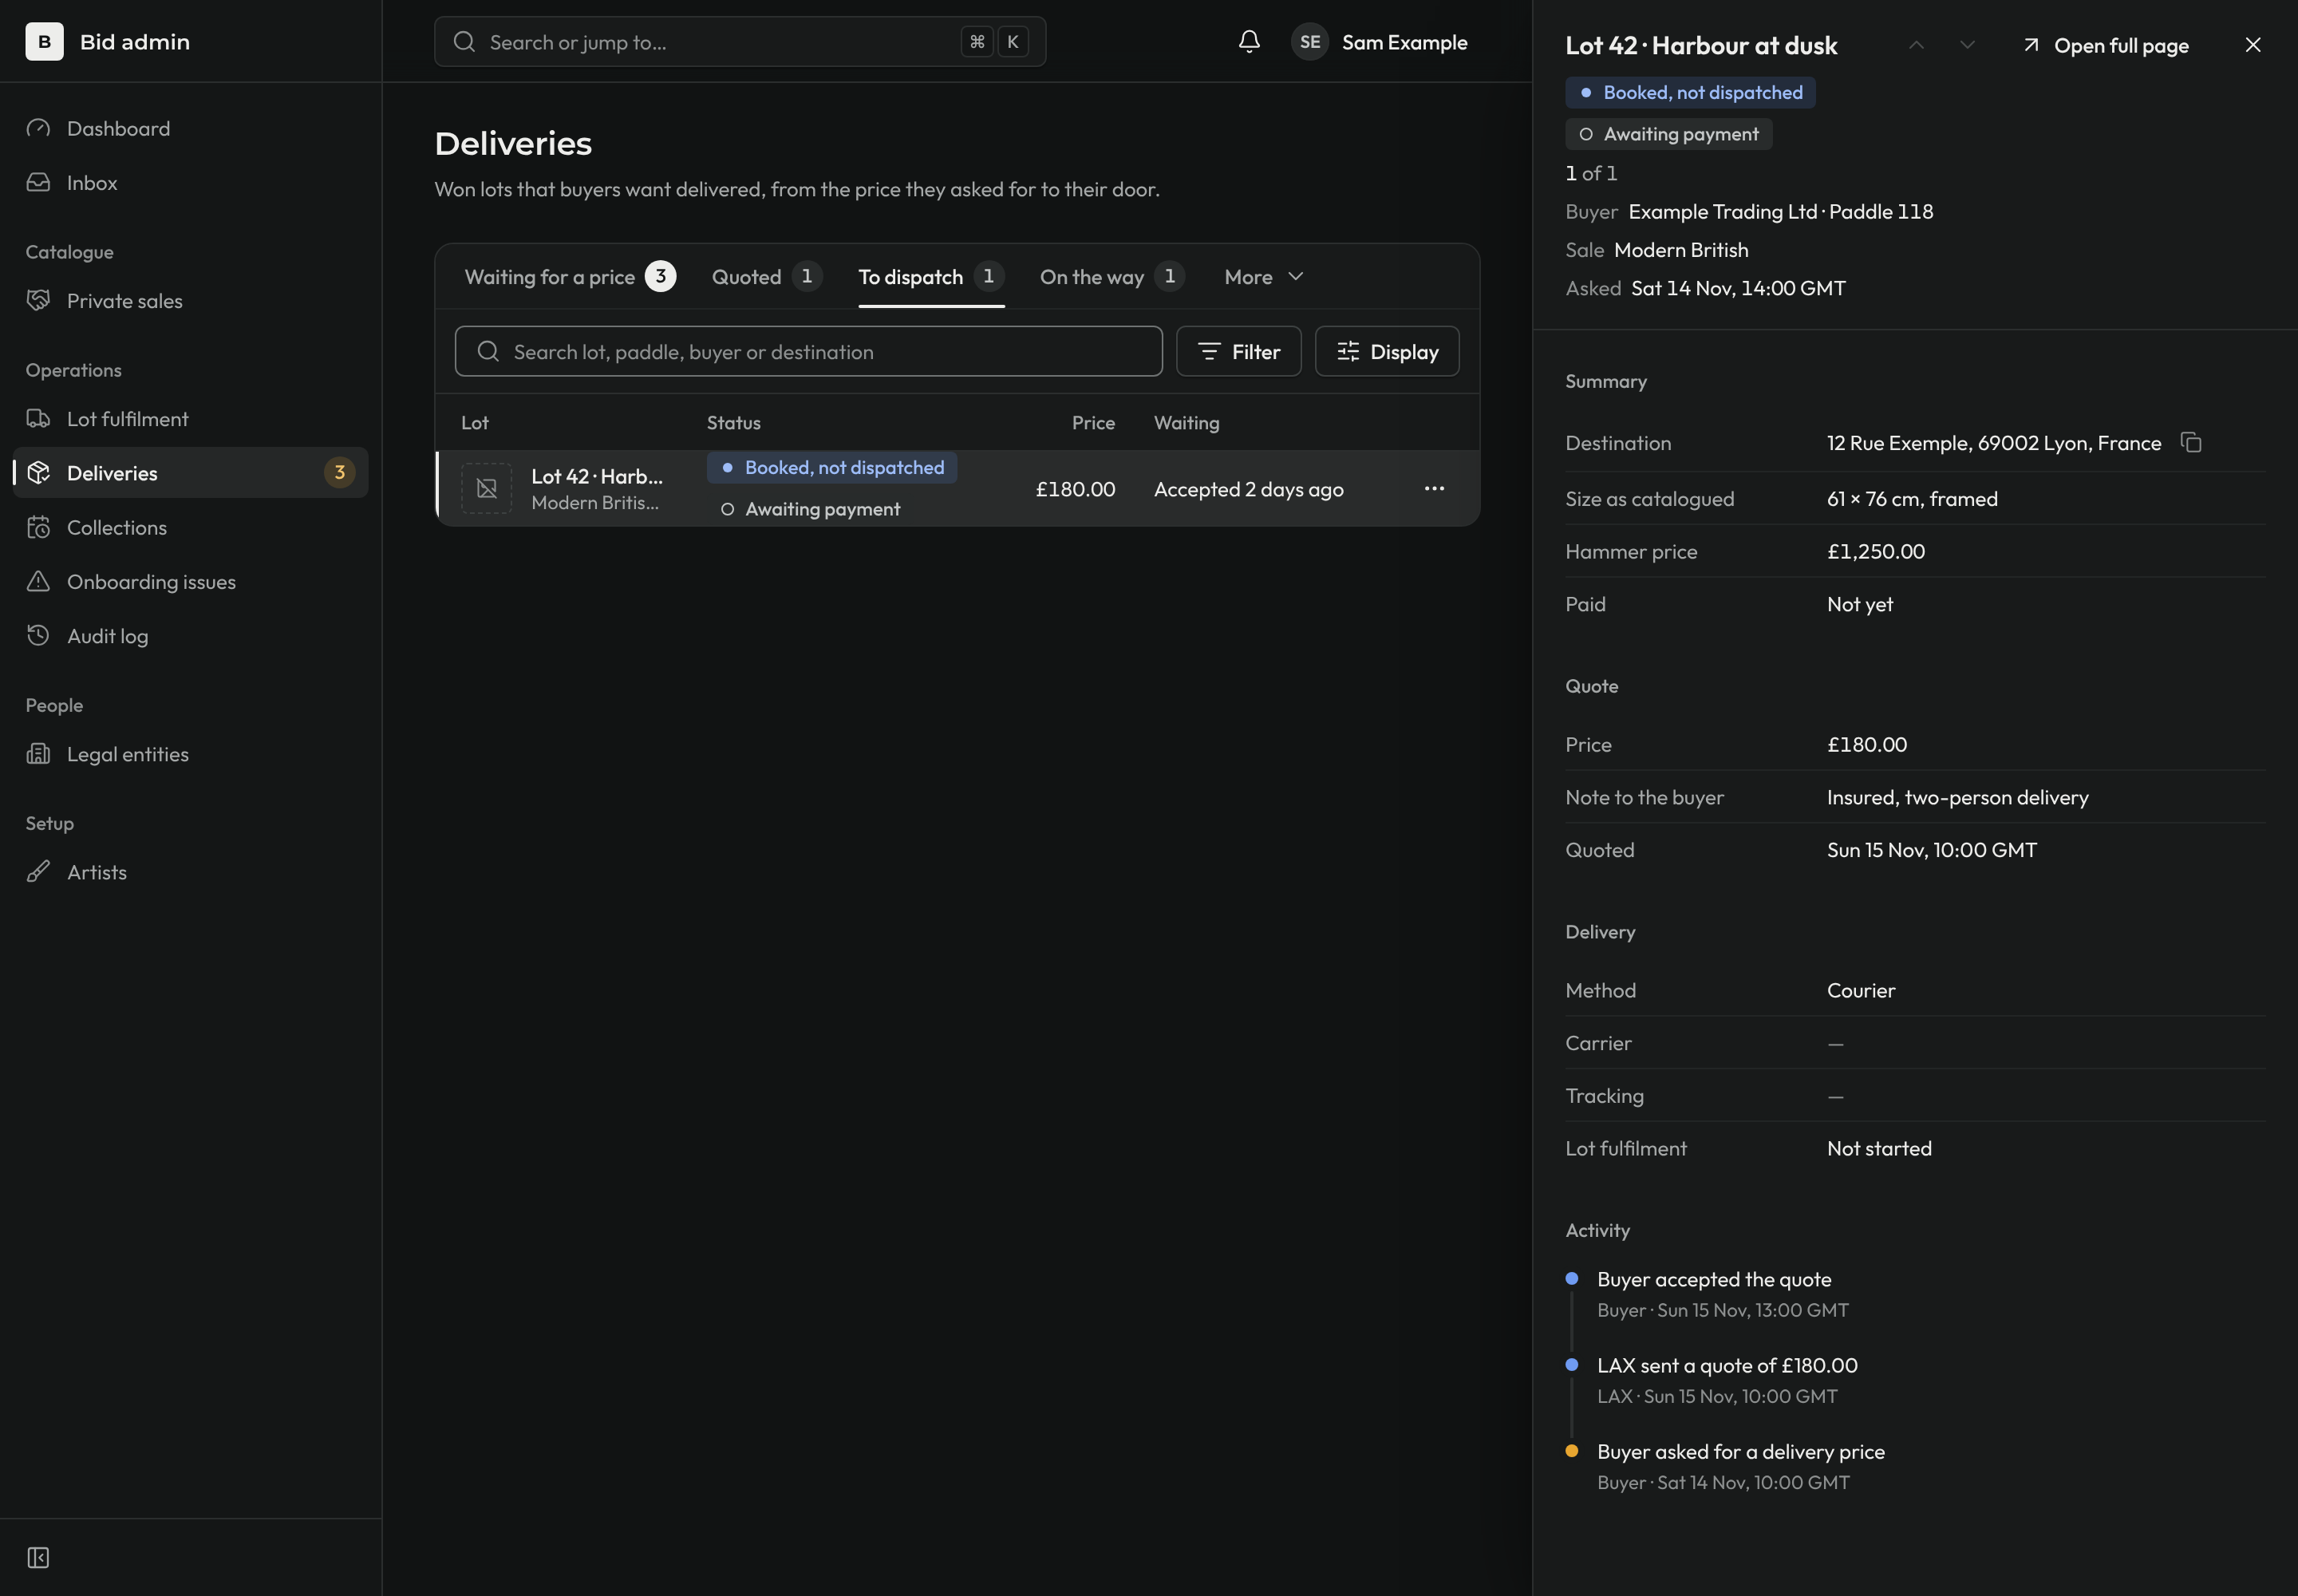 B Bid admin
Search or jump to...
⌘ K
SE Sam Example
Dashboard
Inbox
Catalogue
Private sales
Operations
Lot fulfilment
Deliveries 3
Collections
Onboarding issues
Audit log
People
Legal entities
Setup
Artists
Deliveries
Won lots that buyers want delivered, from the price they asked for to their door.
Waiting for a price 3 Quoted 1 To dispatch 1 On the way 1 More
Search lot, paddle, buyer or destination
Filter
Display
Lot Status Price Waiting
Lot 42 · Harb...
Modern Britis...
Booked, not dispatched
Awaiting payment
£180.00
Accepted 2 days ago
Lot 42 · Harbour at dusk
Open full page
Booked, not dispatched
Awaiting payment
1 of 1
Buyer Example Trading Ltd · Paddle 118
Sale Modern British
Asked Sat 14 Nov, 14:00 GMT
Summary
Destination 12 Rue Exemple, 69002 Lyon, France
Size as catalogued 61 × 76 cm, framed
Hammer price £1,250.00
Paid Not yet
Quote
Price £180.00
Note to the buyer Insured, two-person delivery
Quoted Sun 15 Nov, 10:00 GMT
Delivery
Method Courier
Carrier —
Tracking —
Lot fulfilment Not started
Activity
Buyer accepted the quote
Buyer · Sun 15 Nov, 13:00 GMT
LAX sent a quote of £180.00
LAX · Sun 15 Nov, 10:00 GMT
Buyer asked for a delivery price
Buyer · Sat 14 Nov, 10:00 GMT